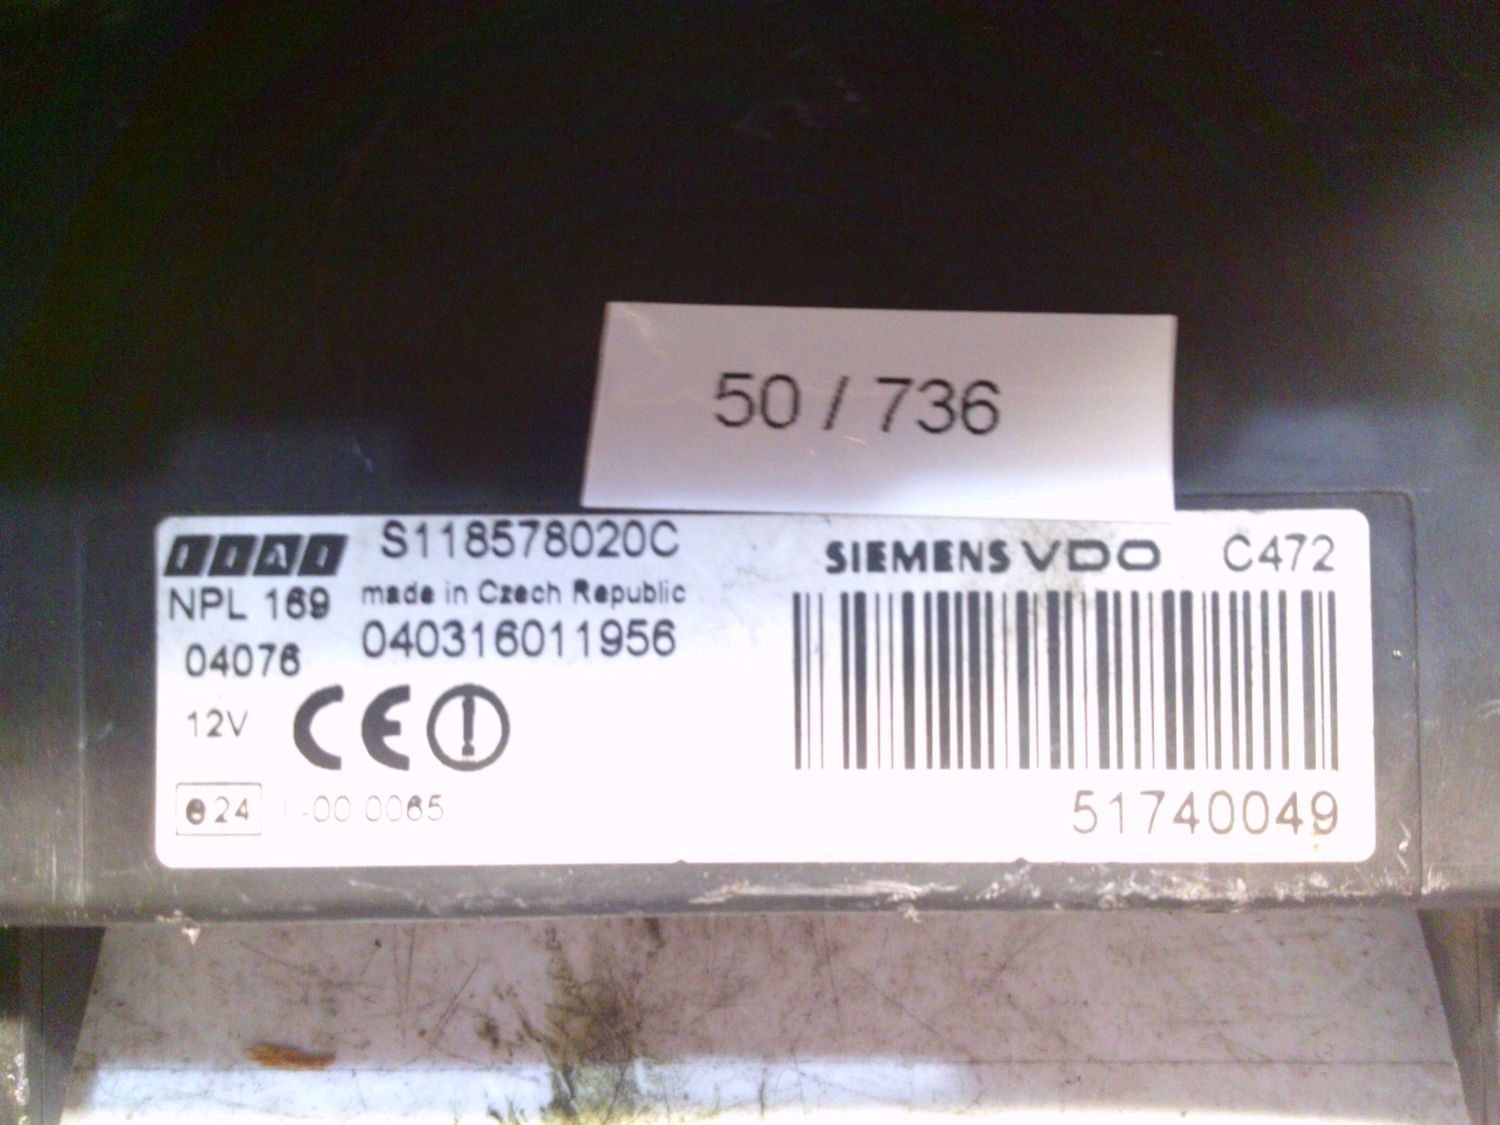 50 / 736
FIAT S118578020C SIEMENS VDO C472
NPL 169 made in Czech Republic
04076 040316011956
12V CE
e24 -00 0065
51740049